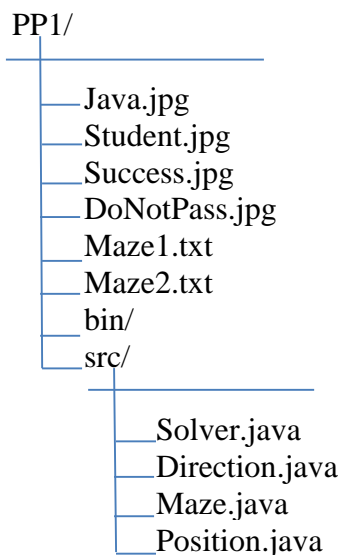 PP1/
Java.jpg
Student.jpg
Success.jpg
DoNotPass.jpg
Maze1.txt
Maze2.txt
bin/
src/
Solver.java
Direction.java
Maze.java
Position.java